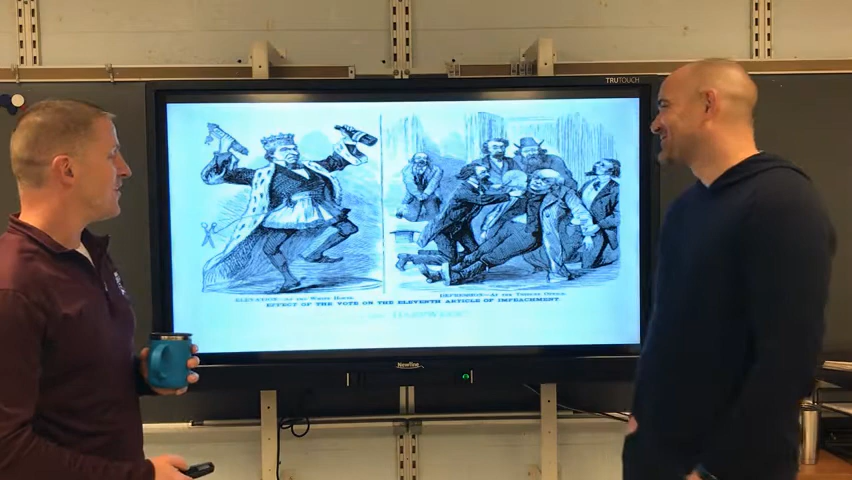 TRUTOUCH
ELEVATION—At the White House.
DEPRESSION—At the Tribune Office.
EFFECT OF THE VOTE ON THE ELEVENTH ARTICLE OF IMPEACHMENT.
Newline